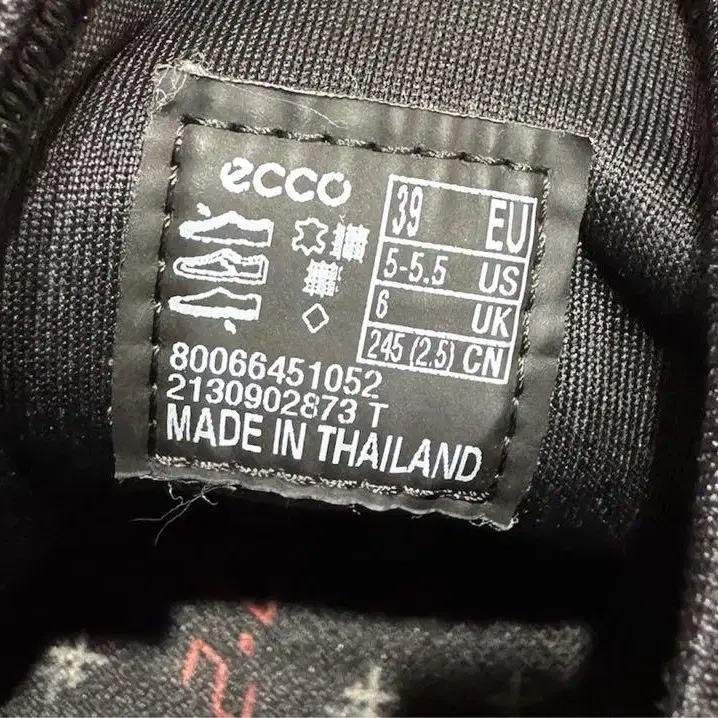 ecco
39 EU
5-5.5 US
6 UK
245 (2.5) CN
80066451052
2130902873 T
MADE IN THAILAND